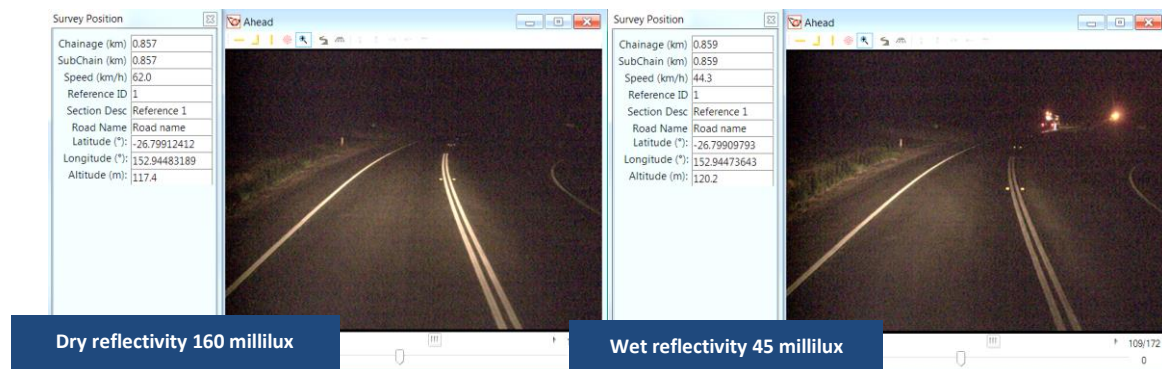 Survey Position
Chainage (km) 0.857
SubChain (km) 0.857
Speed (km/h) 62.0
Reference ID 1
Section Desc Reference 1
Road Name Road name
Latitude (°): -26.79912412
Longitude (°): 152.94483189
Altitude (m): 117.4
Ahead
Dry reflectivity 160 millilux
Survey Position
Chainage (km) 0.859
SubChain (km) 0.859
Speed (km/h) 44.3
Reference ID 1
Section Desc Reference 1
Road Name Road name
Latitude (°): -26.79909793
Longitude (°): 152.94473643
Altitude (m): 120.2
Ahead
109/172
0
Wet reflectivity 45 millilux